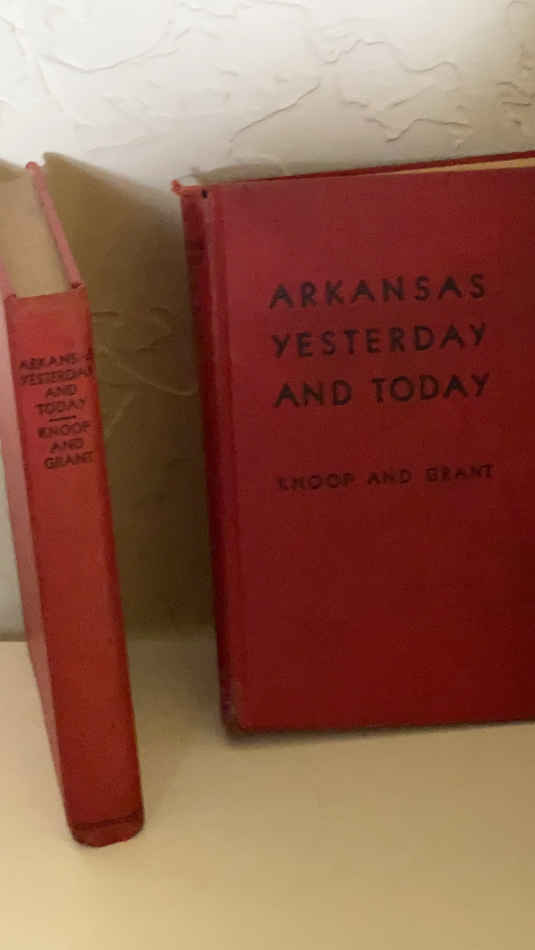 ARKANSAS
YESTERDAY
AND
TODAY
KNOOP
AND
GRANT
ARKANSAS
YESTERDAY
AND TODAY
KNOOP AND GRANT